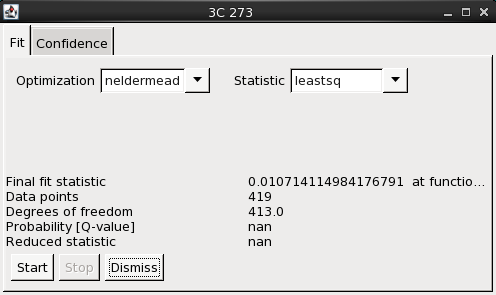 3C 273
Fit Confidence
Optimization neldermead Statistic leastsq
Final fit statistic 0.010714114984176791 at functio...
Data points 419
Degrees of freedom 413.0
Probability [Q-value] nan
Reduced statistic nan
Start Stop Dismiss